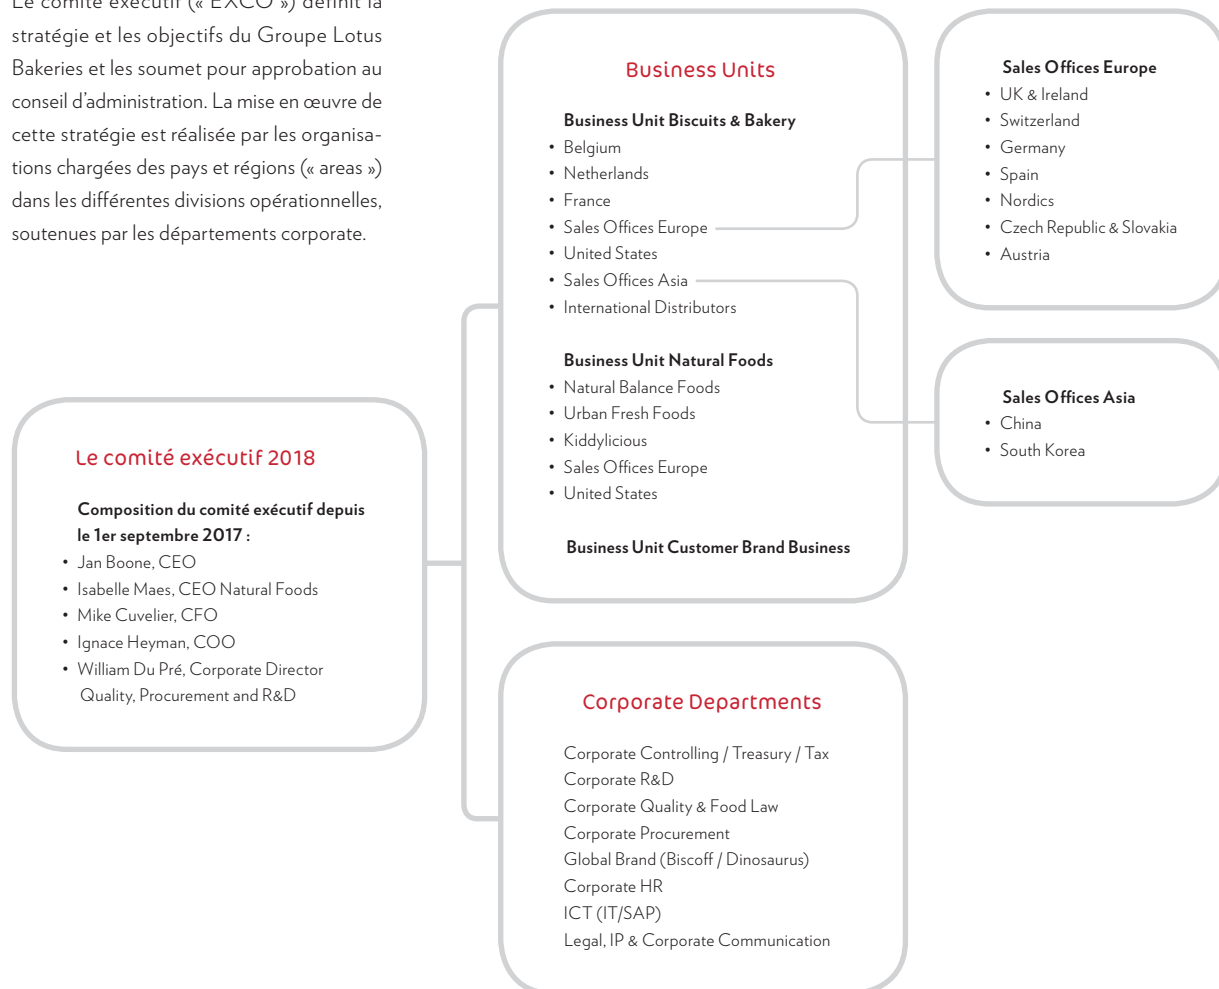 Le comité exécutif (« EXCO ») définit la
stratégie et les objectifs du Groupe Lotus
Bakeries et les soumet pour approbation au
conseil d'administration. La mise en œuvre de
cette stratégie est réalisée par les organisa-
tions chargées des pays et régions (« areas »)
dans les différentes divisions opérationnelles,
soutenues par les départements corporate.
Le comité exécutif 2018
Composition du comité exécutif depuis
le 1er septembre 2017 :
• Jan Boone, CEO
• Isabelle Maes, CEO Natural Foods
• Mike Cuvelier, CFO
• Ignace Heyman, COO
• William Du Pré, Corporate Director
Quality, Procurement and R&D
Business Units
Business Unit Biscuits & Bakery
• Belgium
• Netherlands
• France
• Sales Offices Europe
• United States
• Sales Offices Asia
• International Distributors
Business Unit Natural Foods
• Natural Balance Foods
• Urban Fresh Foods
• Kiddylicious
• Sales Offices Europe
• United States
Business Unit Customer Brand Business
Sales Offices Europe
• UK & Ireland
• Switzerland
• Germany
• Spain
• Nordics
• Czech Republic & Slovakia
• Austria
Sales Offices Asia
• China
• South Korea
Corporate Departments
Corporate Controlling / Treasury / Tax
Corporate R&D
Corporate Quality & Food Law
Corporate Procurement
Global Brand (Biscoff / Dinosaurus)
Corporate HR
ICT (IT/SAP)
Legal, IP & Corporate Communication